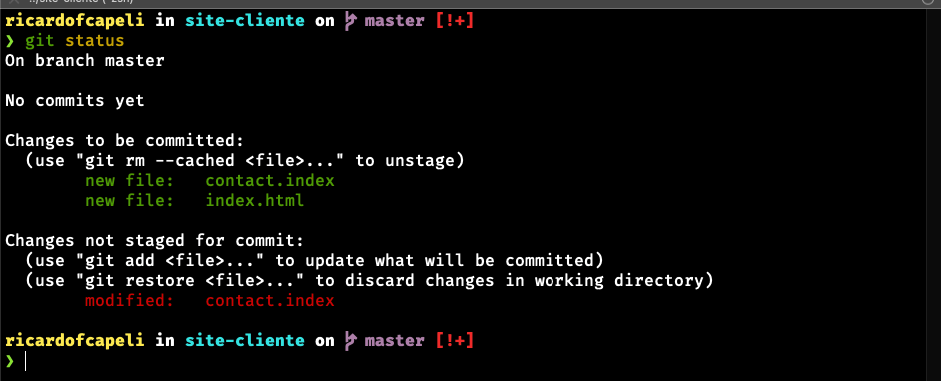 ricardofcapeli in site-cliente on master [!+]
❯ git status
On branch master
No commits yet
Changes to be committed:
(use "git rm --cached <file>..." to unstage)
new file: contact.index
new file: index.html
Changes not staged for commit:
(use "git add <file>..." to update what will be committed)
(use "git restore <file>..." to discard changes in working directory)
modified: contact.index
ricardofcapeli in site-cliente on master [!+]
❯